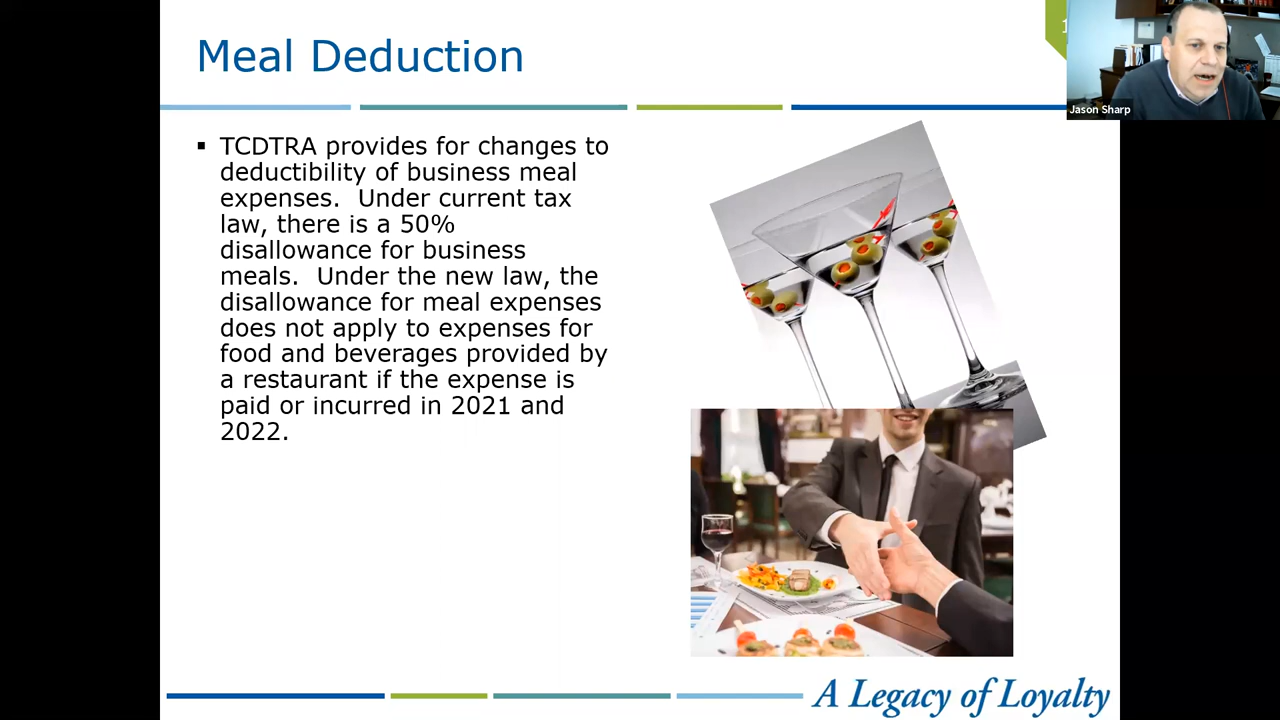 Meal Deduction
1
Jason Sharp
▪ TCDTRA provides for changes to
deductibility of business meal
expenses.  Under current tax
law, there is a 50%
disallowance for business
meals.  Under the new law, the
disallowance for meal expenses
does not apply to expenses for
food and beverages provided by
a restaurant if the expense is
paid or incurred in 2021 and
2022.
A Legacy of Loyalty